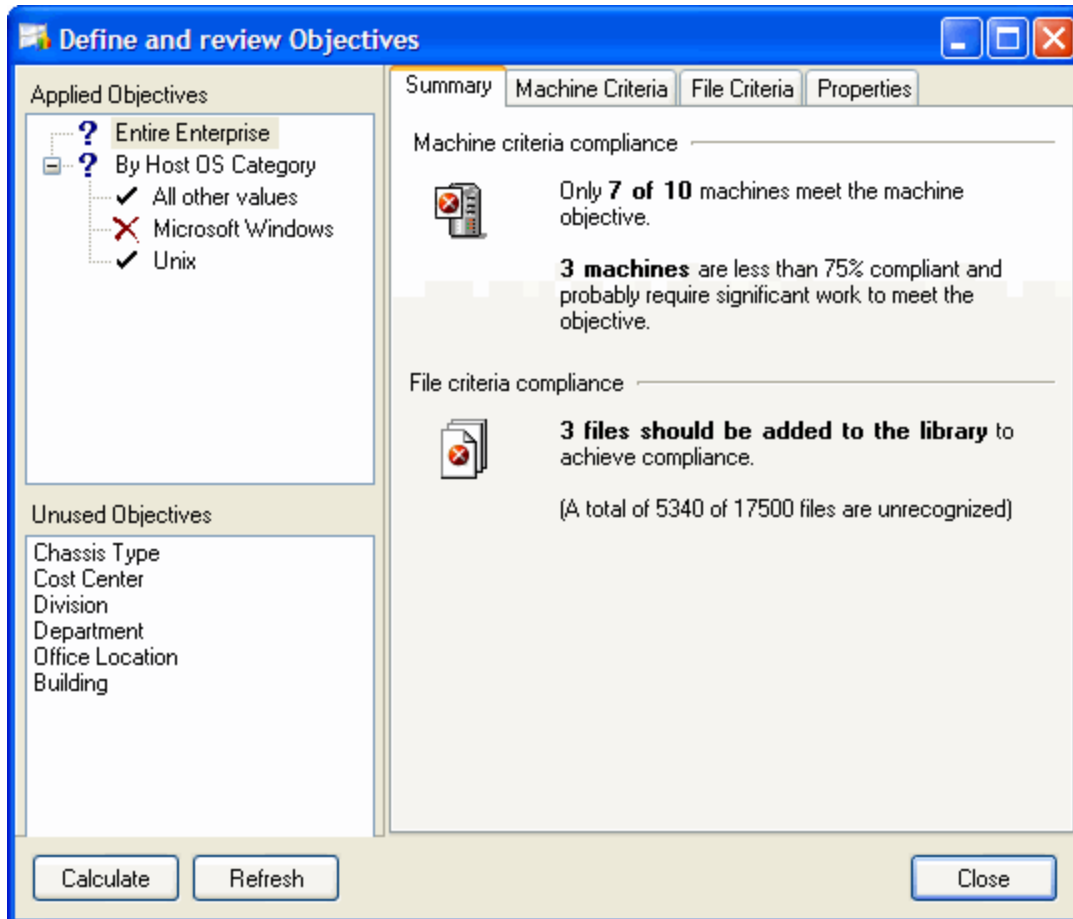 Define and review Objectives
Applied Objectives
? Entire Enterprise
? By Host OS Category
All other values
Microsoft Windows
Unix
Unused Objectives
Chassis Type
Cost Center
Division
Department
Office Location
Building
Summary
Machine Criteria
File Criteria
Properties
Machine criteria compliance
Only 7 of 10 machines meet the machine
objective.
3 machines are less than 75% compliant and
probably require significant work to meet the
objective.
File criteria compliance
3 files should be added to the library to
achieve compliance.
(A total of 5340 of 17500 files are unrecognized)
Calculate
Refresh
Close